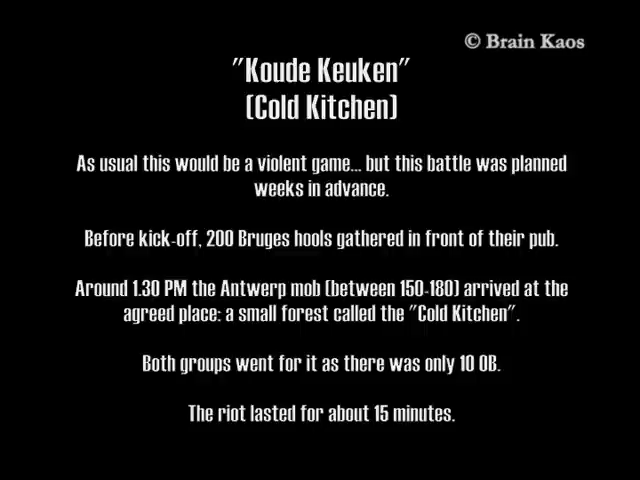 © Brain Kaos
"Koude Keuken"
(Cold Kitchen)
As usual this would be a violent game... but this battle was planned
weeks in advance.
Before kick-off, 200 Bruges hools gathered in front of their pub.
Around 1.30 PM the Antwerp mob (between 150-180) arrived at the
agreed place: a small forest called the "Cold Kitchen".
Both groups went for it as there was only 10 OB.
The riot lasted for about 15 minutes.